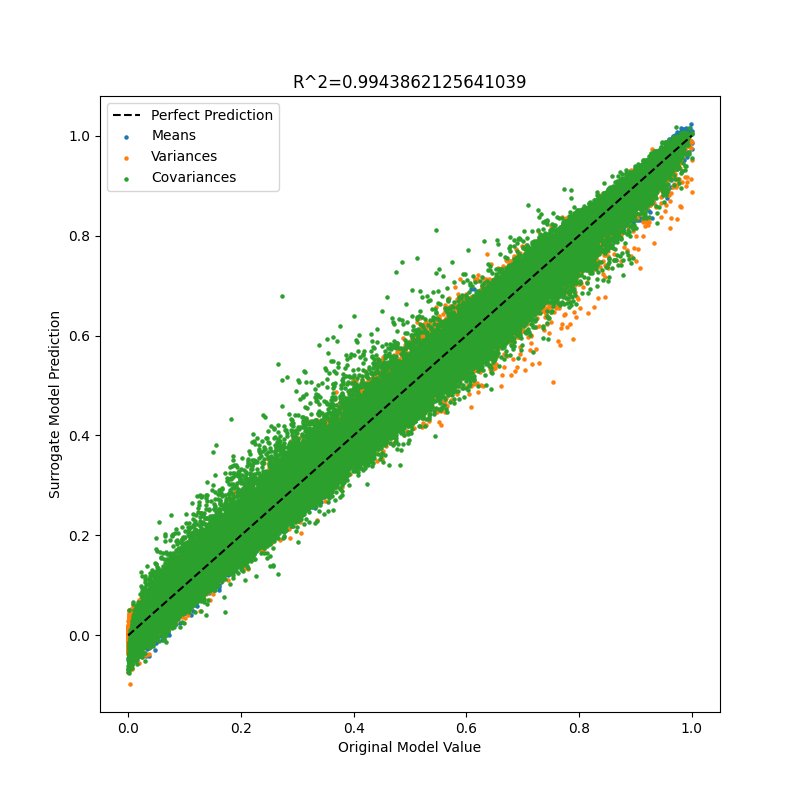 R^2=0.9943862125641039
Perfect Prediction
Means
Variances
Covariances
1.0
0.8
0.6
0.4
0.2
0.0
Surrogate Model Prediction
0.0 0.2 0.4 0.6 0.8 1.0
Original Model Value